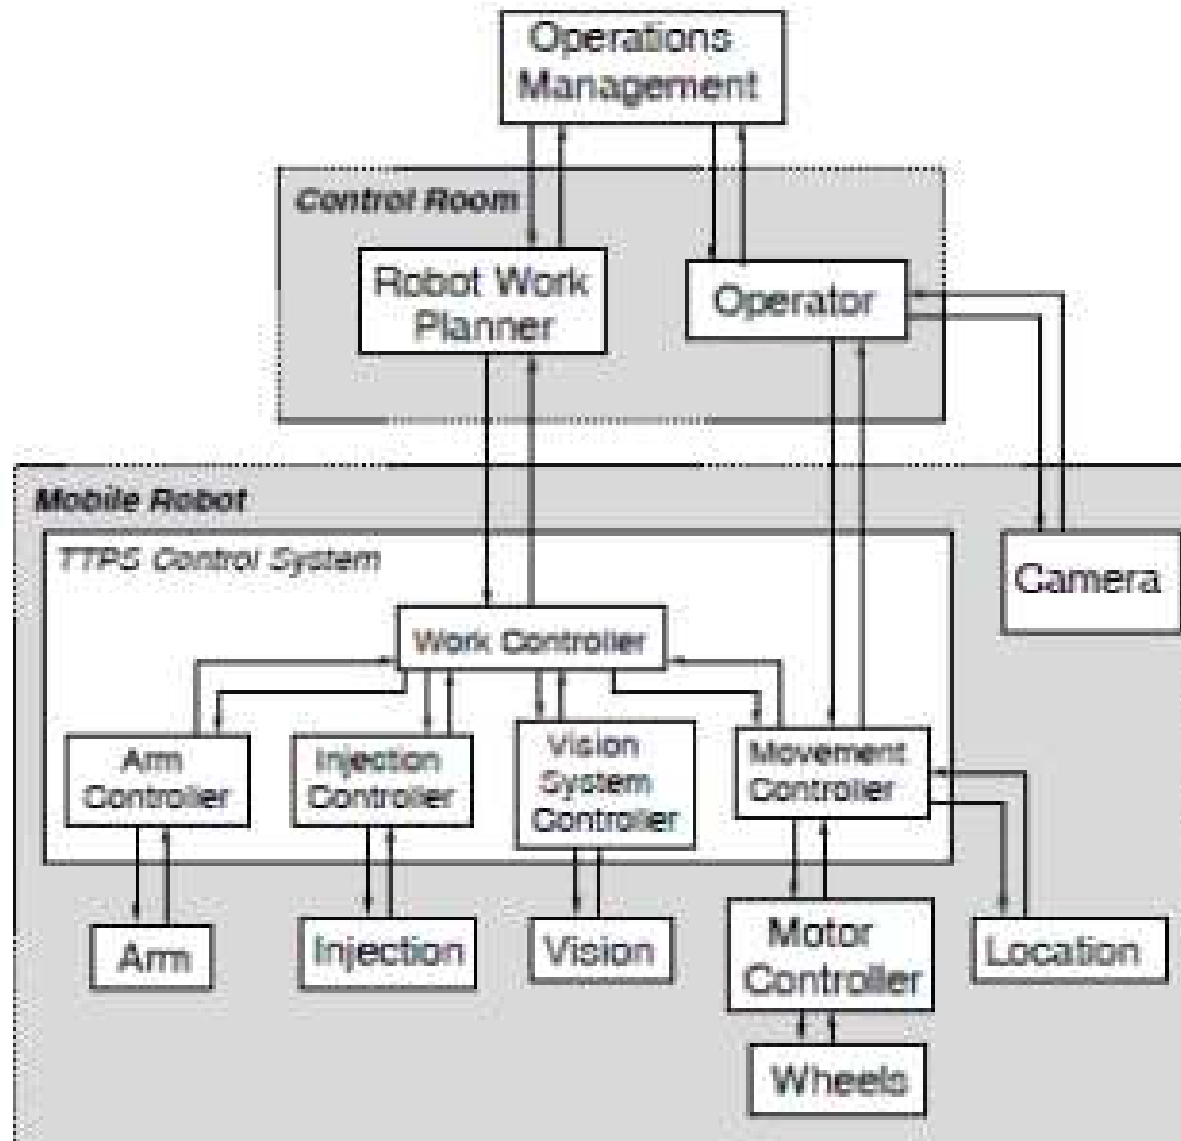 Operations
Management
Control Room
Robot Work
Planner
Operator
Mobile Robot
TTPS Control System
Camera
Work Controller
Arm
Controller
Injection
Controller
Vision
System
Controller
Movement
Controller
Arm
Injection
Vision
Motor
Controller
Location
Wheels